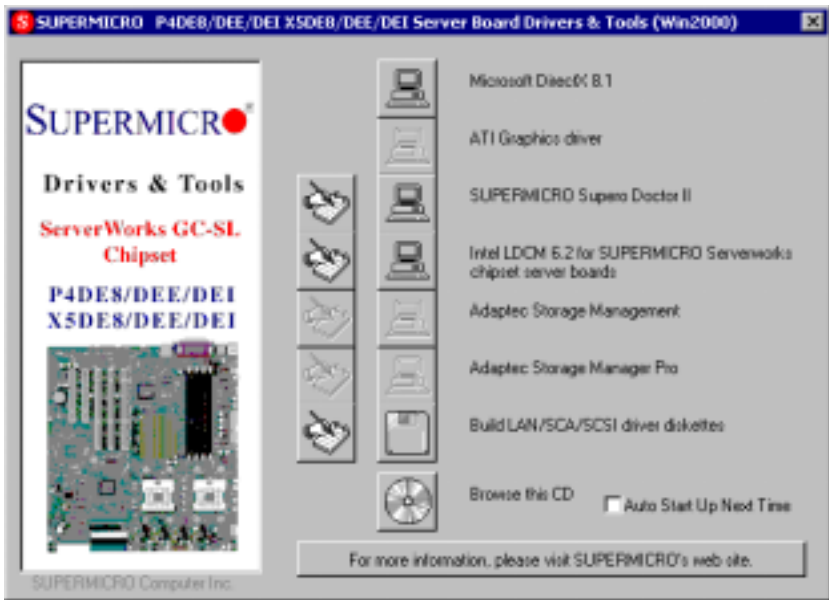 SUPERMICRO P4DE8/DEE/DEI X5DE8/DEE/DEI Server Board Drivers & Tools (Win2000)
SUPERMICRO®
Drivers & Tools
ServerWorks GC-SL
Chipset
P4DE8/DEE/DEI
X5DE8/DEE/DEI
SUPERMICRO Computer Inc.
Microsoft DirectX 8.1
ATI Graphics driver
SUPERMICRO Supero Doctor II
Intel LDCM 6.2 for SUPERMICRO Serverworks
chipset server boards
Adaptec Storage Management
Adaptec Storage Manager Pro
Build LAN/SCA/SCSI driver diskettes
Browse this CD
Auto Start Up Next Time
For more information, please visit SUPERMICRO's web site.